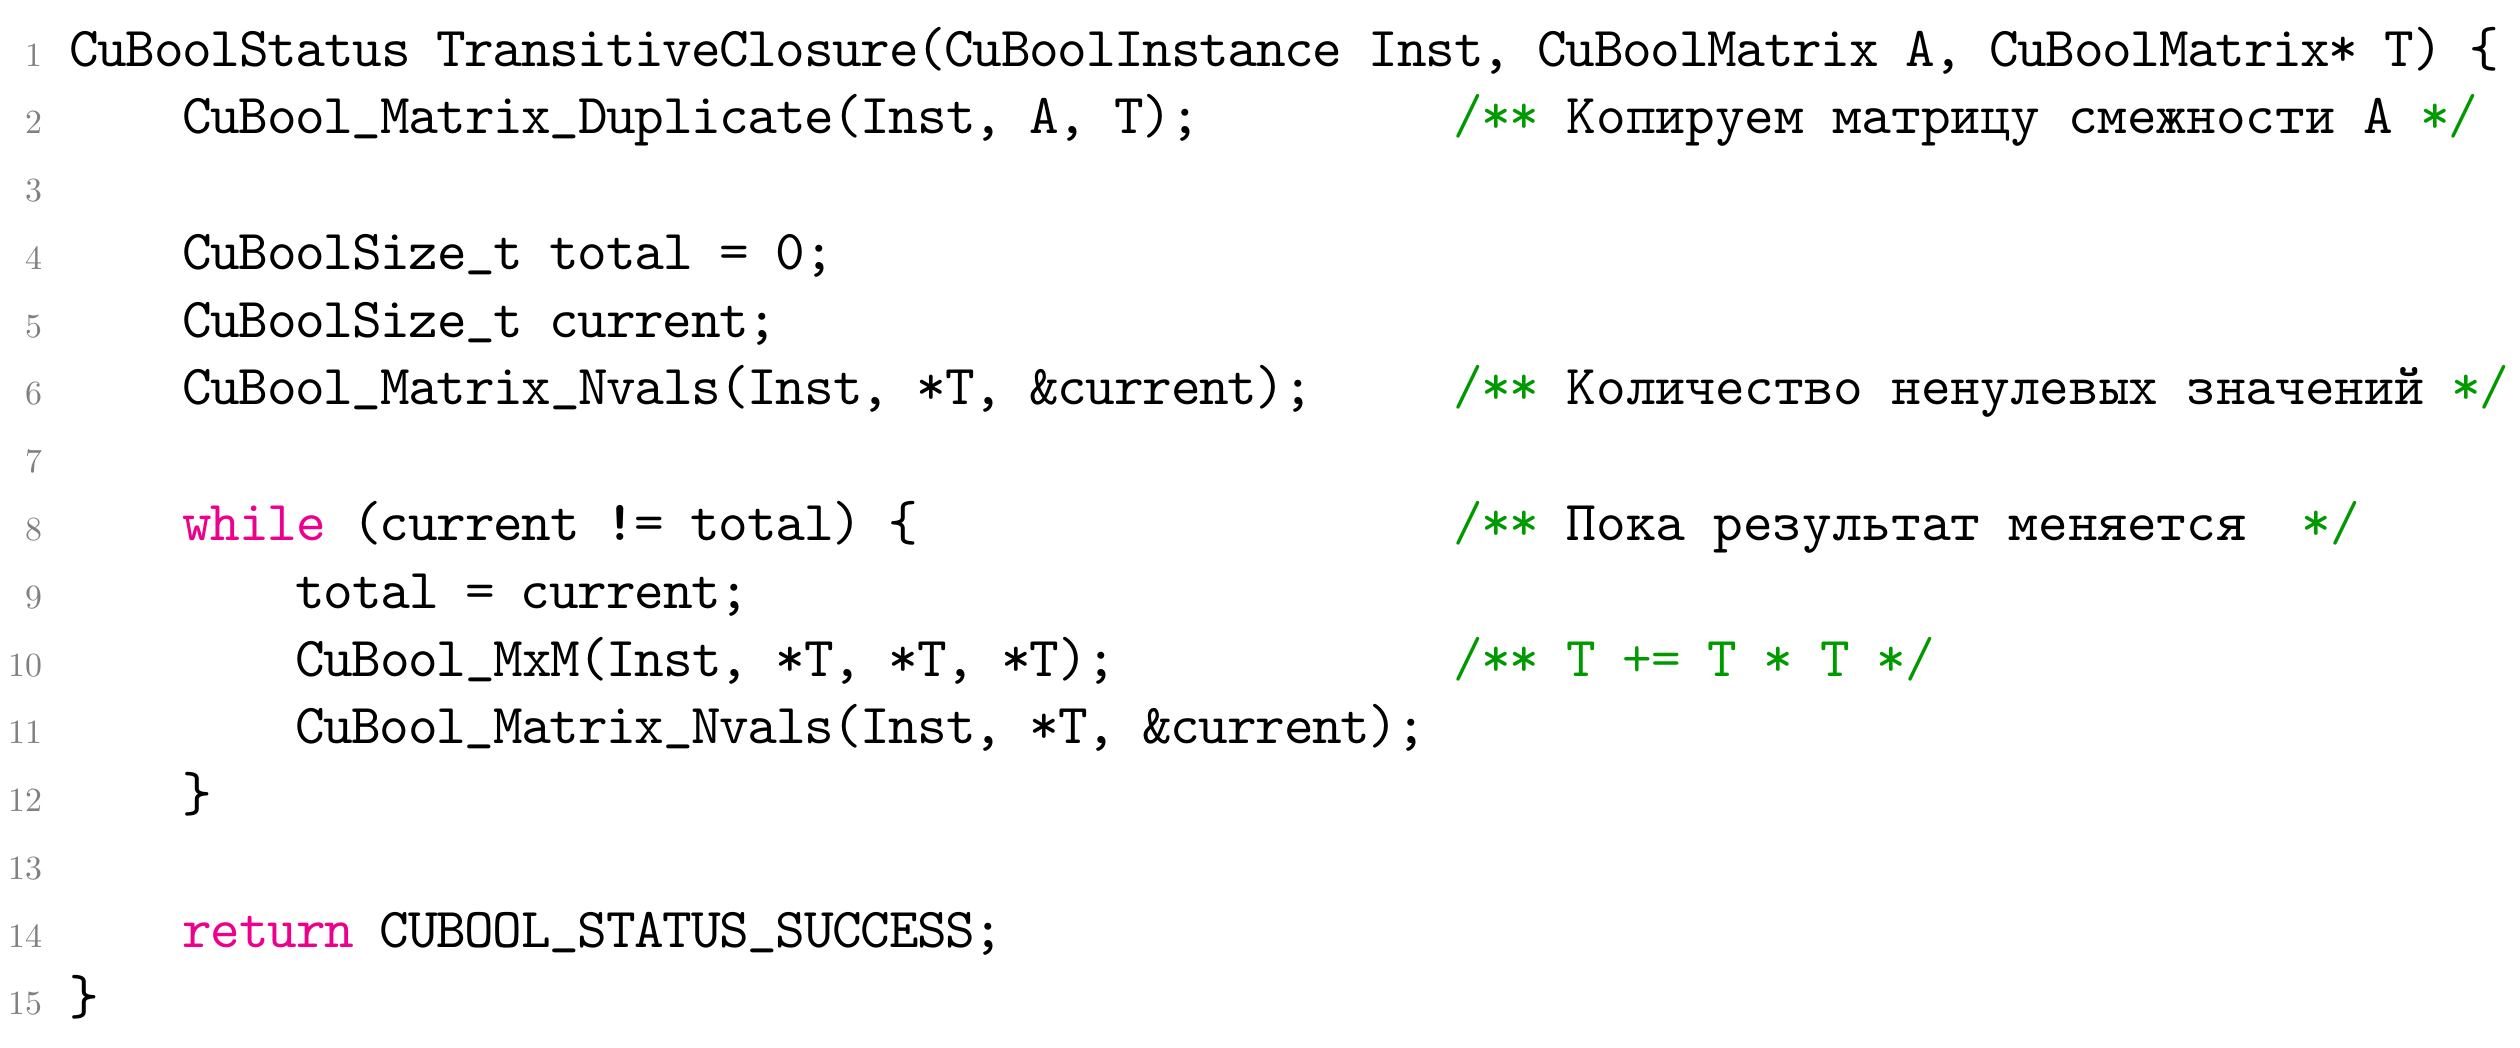 1 CuBoolStatus TransitiveClosure(CuBoolInstance Inst, CuBoolMatrix A, CuBoolMatrix* T) {
2     CuBool_Matrix_Duplicate(Inst, A, T);         /** Копируем матрицу смежности A */
3
4     CuBoolSize_t total = 0;
5     CuBoolSize_t current;
6     CuBool_Matrix_Nvals(Inst, *T, &current);     /** Количество ненулевых значений */
7
8     while (current != total) {                   /** Пока результат меняется  */
9         total = current;
10         CuBool_MxM(Inst, *T, *T, *T);            /** T += T * T */
11         CuBool_Matrix_Nvals(Inst, *T, &current);
12     }
13
14     return CUBOOL_STATUS_SUCCESS;
15 }